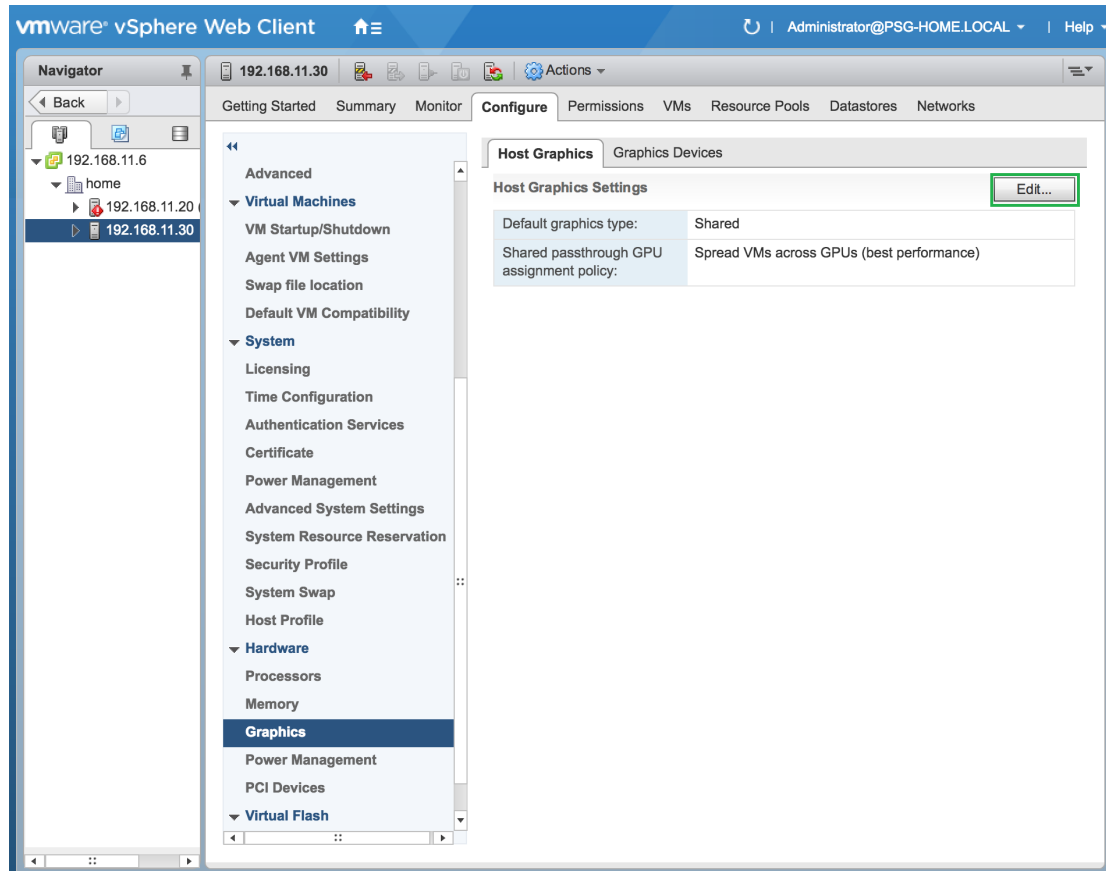 vmware® vSphere Web Client
Administrator@PSG-HOME.LOCAL
Help
Navigator
192.168.11.30
Actions
Back
Getting Started Summary Monitor Configure Permissions VMs Resource Pools Datastores Networks
192.168.11.6
home
192.168.11.20 (
192.168.11.30
Advanced
Virtual Machines
VM Startup/Shutdown
Agent VM Settings
Swap file location
Default VM Compatibility
System
Licensing
Time Configuration
Authentication Services
Certificate
Power Management
Advanced System Settings
System Resource Reservation
Security Profile
System Swap
Host Profile
Hardware
Processors
Memory
Graphics
Power Management
PCI Devices
Virtual Flash
Host Graphics Graphics Devices
Host Graphics Settings
Edit...
Default graphics type: Shared
Shared passthrough GPU
assignment policy:
Spread VMs across GPUs (best performance)